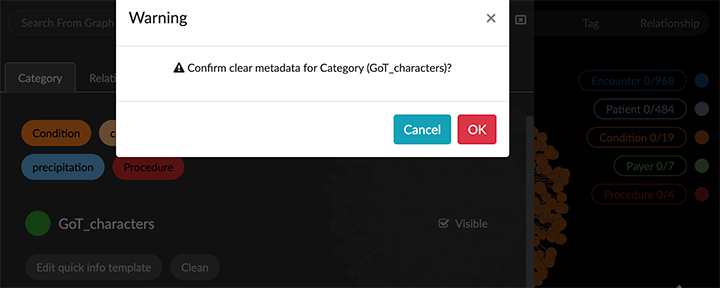 Warning
×
Search From Graph
Tag
Relationship
Confirm clear metadata for Category (GoT_characters)?
Category
Relati
Encounter 0/968
Patient 0/484
Cancel
OK
Condition
c
Condition 0/19
precipitation
Procedure
Payer 0/7
Procedure 0/4
GoT_characters
Visible
Edit quick info template
Clean